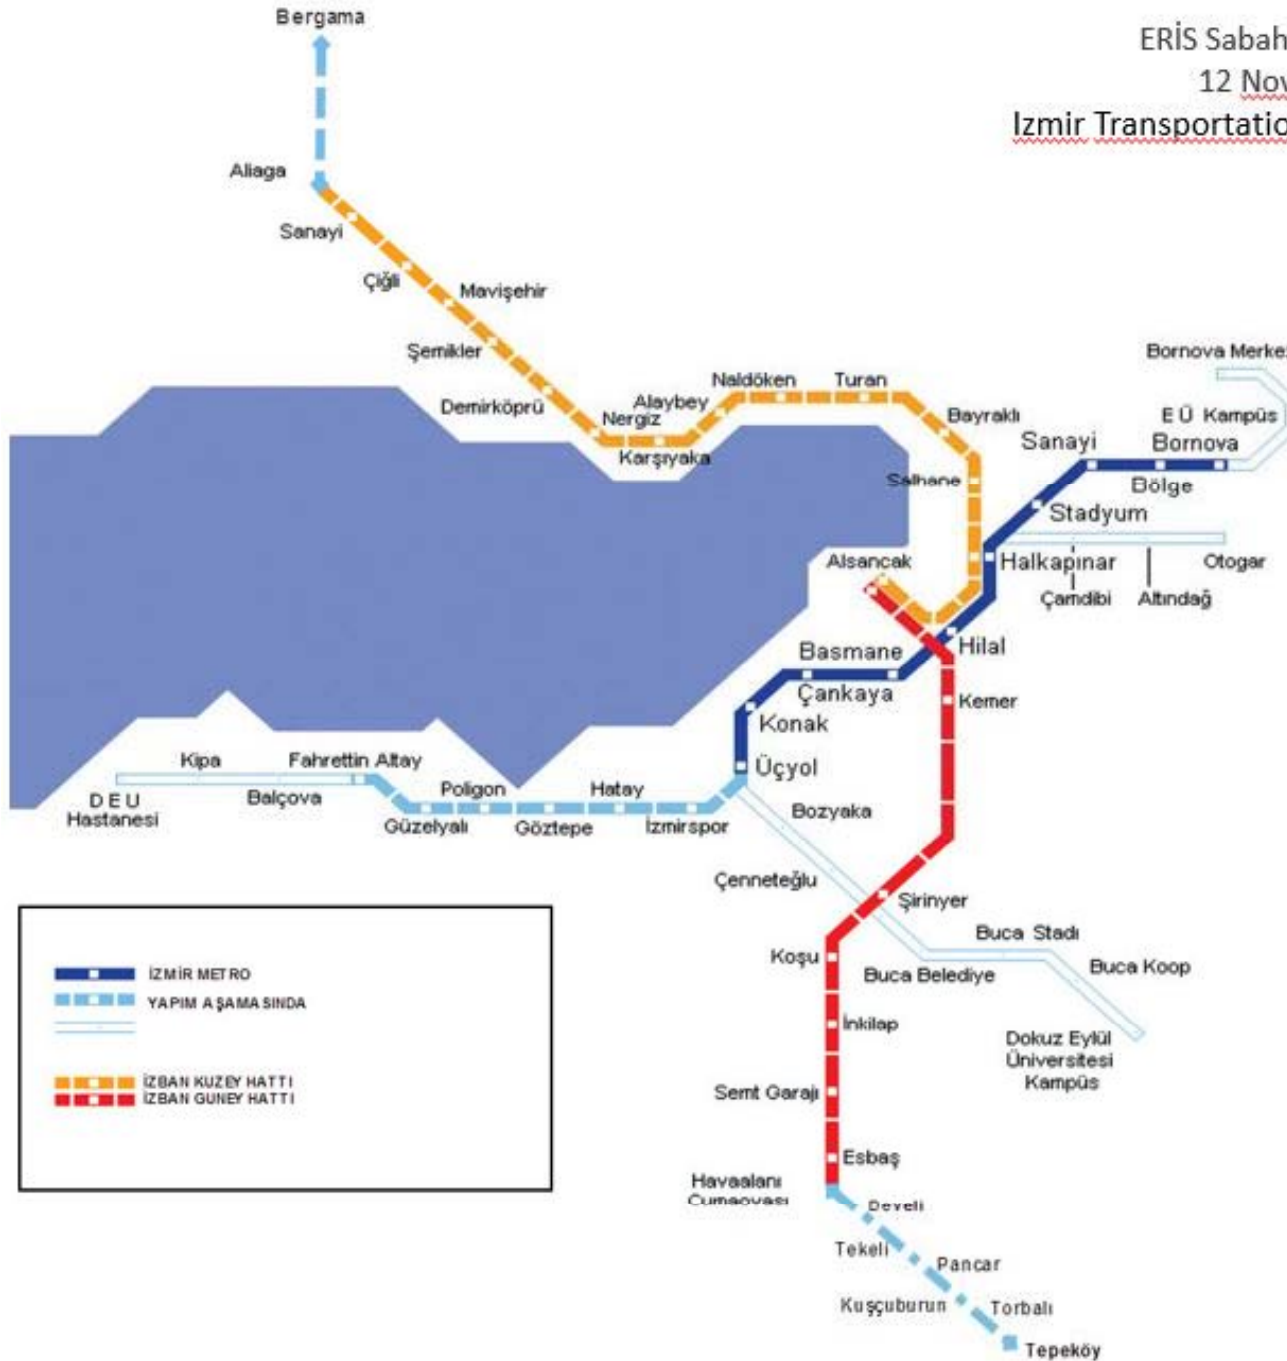 Bergama
ERİS Sabah
12 Nov
Izmir Transportatio
Aliaga
Sanayi
Çiğli
Mavişehir
Şemikler
Demirköprü
Nergiz
Karşıyaka
Alaybey
Naldöken
Turan
Bayraklı
Salhane
Bornova Merkez
E Ü Kampüs
Sanayi
Bornova
Bölge
Stadyum
Halkapınar
Otogar
Çamdibi
Altındağ
Alsancak
Hilal
Basmane
Çankaya
Kemer
Konak
Üçyol
Kipa
Fahrettin Altay
D E U
Hastanesi
Balçova
Poligon
Güzelyalı
Göztepe
Hatay
İzmirspor
Bozyaka
Çenneteğlu
Şirinyer
Buca Stadı
Koşu
Buca Belediye
Buca Koop
İnkilap
Dokuz Eylül
Üniversitesi
Kampüs
Semt Garajı
Esbaş
Havaalanı
Cumaovası
Develi
Tekeli
Pancar
Kuşçuburun
Torbalı
Tepeköy
İZMİR METRO
YAPIM AŞAMASINDA
İZBAN KUZEY HATTI
İZBAN GUNEY HATTI